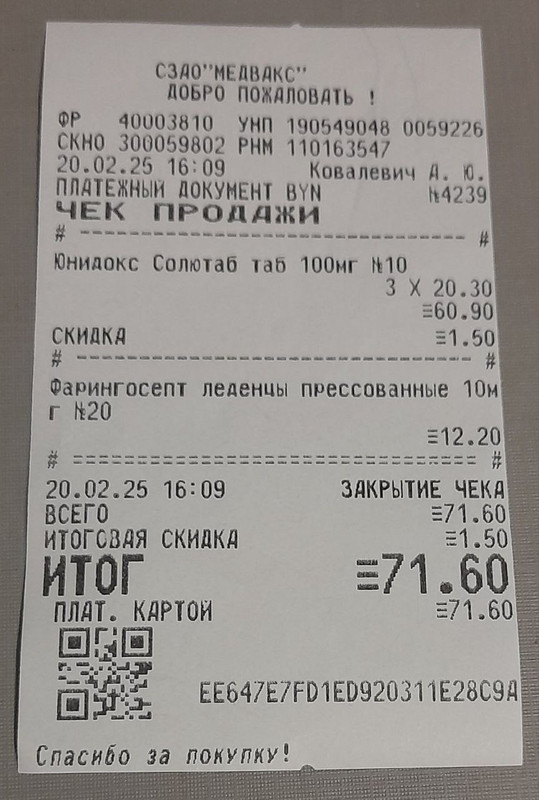 СЗАО"МЕДВАКС"
ДОБРО ПОЖАЛОВАТЬ !
ФР 40003810 УНП 190549048 0059226
СКНО 300059802 РНМ 110163547
20.02.25 16:09 Ковалевич А. Ю.
ПЛАТЕЖНЫЙ ДОКУМЕНТ BYN №4239
ЧЕК ПРОДАЖИ
# ------------------------------- #
Юнидокс Солютаб таб 100мг №10
3 X 20.30
≡60.90
СКИДКА ≡1.50
# -------------------------------- #
Фарингосепт леденцы прессованные 10м
г №20
≡12.20
# ================================ #
20.02.25 16:09 ЗАКРЫТИЕ ЧЕКА
ВСЕГО ≡71.60
ИТОГОВАЯ СКИДКА ≡1.50
ИТОГ ≡71.60
ПЛАТ. КАРТОЙ ≡71.60
EE647E7FD1ED920311E28C9A
Спасибо за покупку!